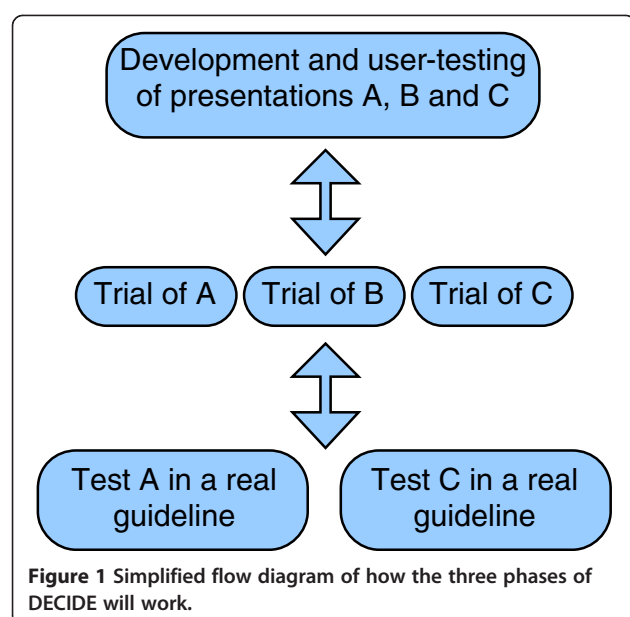 Development and user-testing
of presentations A, B and C
Trial of A
Trial of B
Trial of C
Test A in a real
guideline
Test C in a real
guideline
Figure 1 Simplified flow diagram of how the three phases of
DECIDE will work.